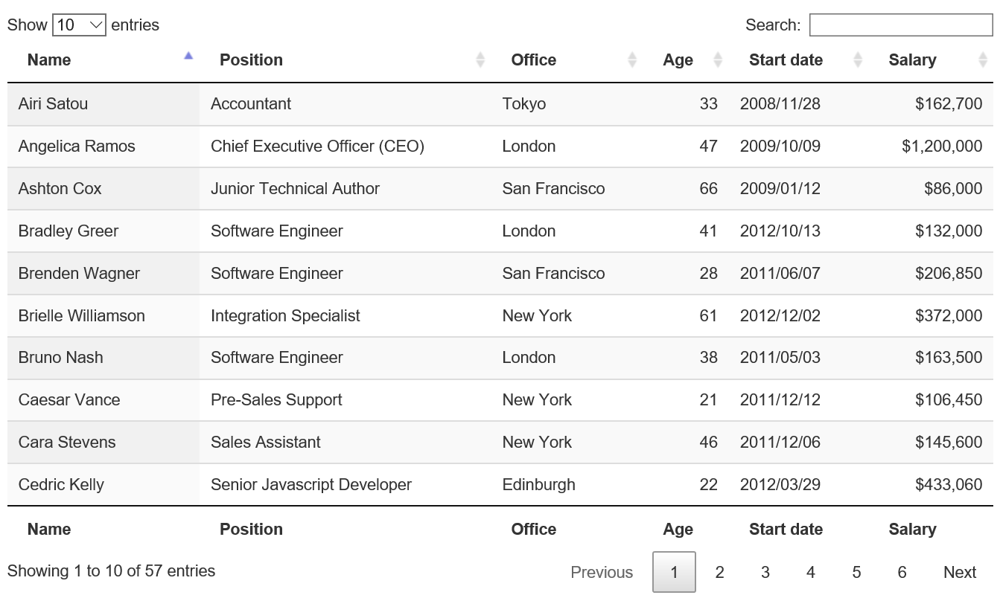 Show 10 entries Search:
Name Position Office Age Start date Salary
Airi Satou Accountant Tokyo 33 2008/11/28 $162,700
Angelica Ramos Chief Executive Officer (CEO) London 47 2009/10/09 $1,200,000
Ashton Cox Junior Technical Author San Francisco 66 2009/01/12 $86,000
Bradley Greer Software Engineer London 41 2012/10/13 $132,000
Brenden Wagner Software Engineer San Francisco 28 2011/06/07 $206,850
Brielle Williamson Integration Specialist New York 61 2012/12/02 $372,000
Bruno Nash Software Engineer London 38 2011/05/03 $163,500
Caesar Vance Pre-Sales Support New York 21 2011/12/12 $106,450
Cara Stevens Sales Assistant New York 46 2011/12/06 $145,600
Cedric Kelly Senior Javascript Developer Edinburgh 22 2012/03/29 $433,060
Name Position Office Age Start date Salary
Showing 1 to 10 of 57 entries Previous 1 2 3 4 5 6 Next